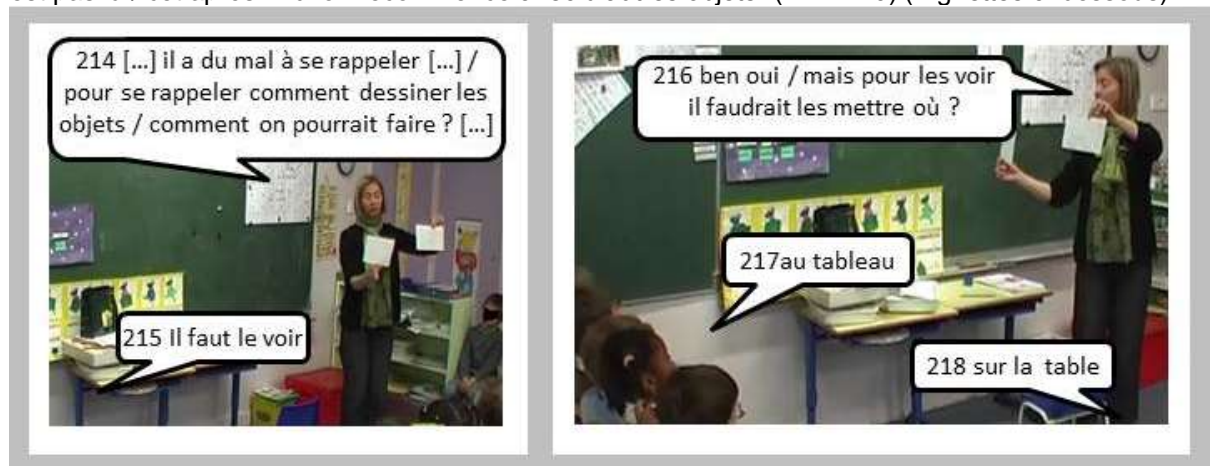 214 [...] il a du mal à se rappeler [...] /
pour se rappeler comment dessiner les
objets / comment on pourrait faire ? [...]
215 Il faut le voir
216 ben oui / mais pour les voir
il faudrait les mettre où ?
217au tableau
218 sur la table